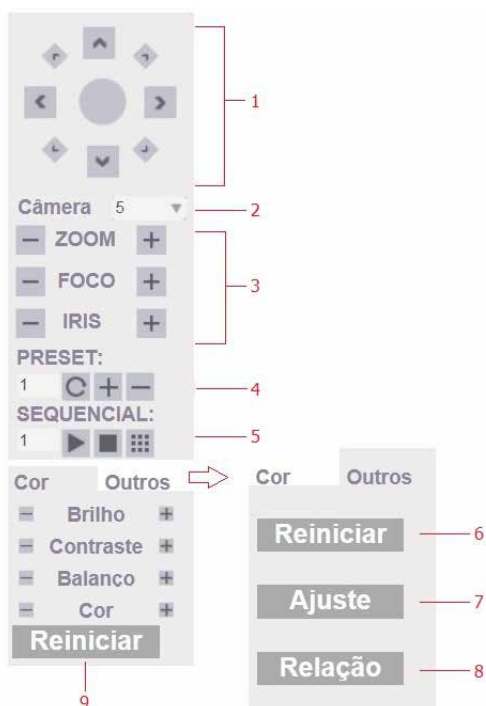 1
Câmera 5 2
− ZOOM +
− FOCO + 3
− IRIS +
PRESET:
1 + − 4
SEQUENCIAL:
1 5
Cor Outros
− Brilho +
− Contraste +
− Balanço +
− Cor +
Reiniciar
9
Cor Outros
Reiniciar 6
Ajuste 7
Relação 8